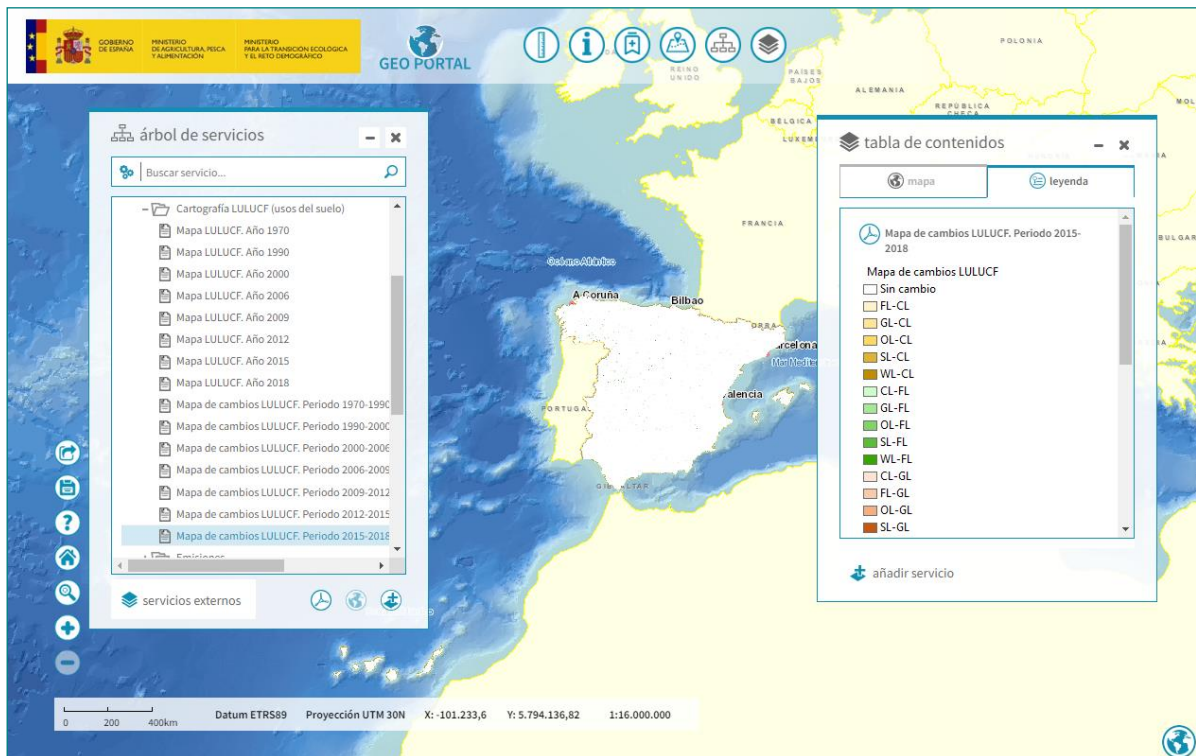 GOBIERNO
DE ESPAÑA
MINISTERIO
DE AGRICULTURA, PESCA
Y ALIMENTACIÓN
MINISTERIO
PARA LA TRANSICIÓN ECOLÓGICA
Y EL RETO DEMOGRÁFICO
GEO PORTAL
REINO
UNIDO
PAÍSES
BAJOS
POLONIA
ALEMANIA
BÉLGICA
REPÚBLICA
CHECA
FRANCIA
Océano Atlántico
A Coruña
Bilbao
PORTUGAL
árbol de servicios
Buscar servicio...
Cartografía LULUCF (usos del suelo)
Mapa LULUCF. Año 1970
Mapa LULUCF. Año 1990
Mapa LULUCF. Año 2000
Mapa LULUCF. Año 2006
Mapa LULUCF. Año 2009
Mapa LULUCF. Año 2012
Mapa LULUCF. Año 2015
Mapa LULUCF. Año 2018
Mapa de cambios LULUCF. Periodo 1970-1990
Mapa de cambios LULUCF. Periodo 1990-2000
Mapa de cambios LULUCF. Periodo 2000-2006
Mapa de cambios LULUCF. Periodo 2006-2009
Mapa de cambios LULUCF. Periodo 2009-2012
Mapa de cambios LULUCF. Periodo 2012-2015
Mapa de cambios LULUCF. Periodo 2015-2018
Emisiones
servicios externos
tabla de contenidos
mapa
leyenda
Mapa de cambios LULUCF. Periodo 2015-
2018
Mapa de cambios LULUCF
Sin cambio
FL-CL
GL-CL
OL-CL
SL-CL
WL-CL
CL-FL
GL-FL
OL-FL
SL-FL
WL-FL
CL-GL
FL-GL
OL-GL
SL-GL
añadir servicio
0 200 400km
Datum ETRS89 Proyección UTM 30N X: -101.233,6 Y: 5.794.136,82 1:16.000.000